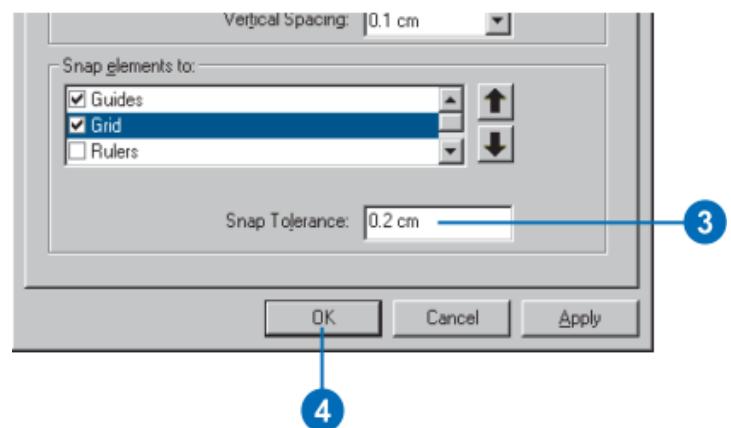 Vertical Spacing: 0.1 cm
Snap elements to:
Guides
Grid
Rulers
Snap Tolerance: 0.2 cm
3
OK Cancel Apply
4